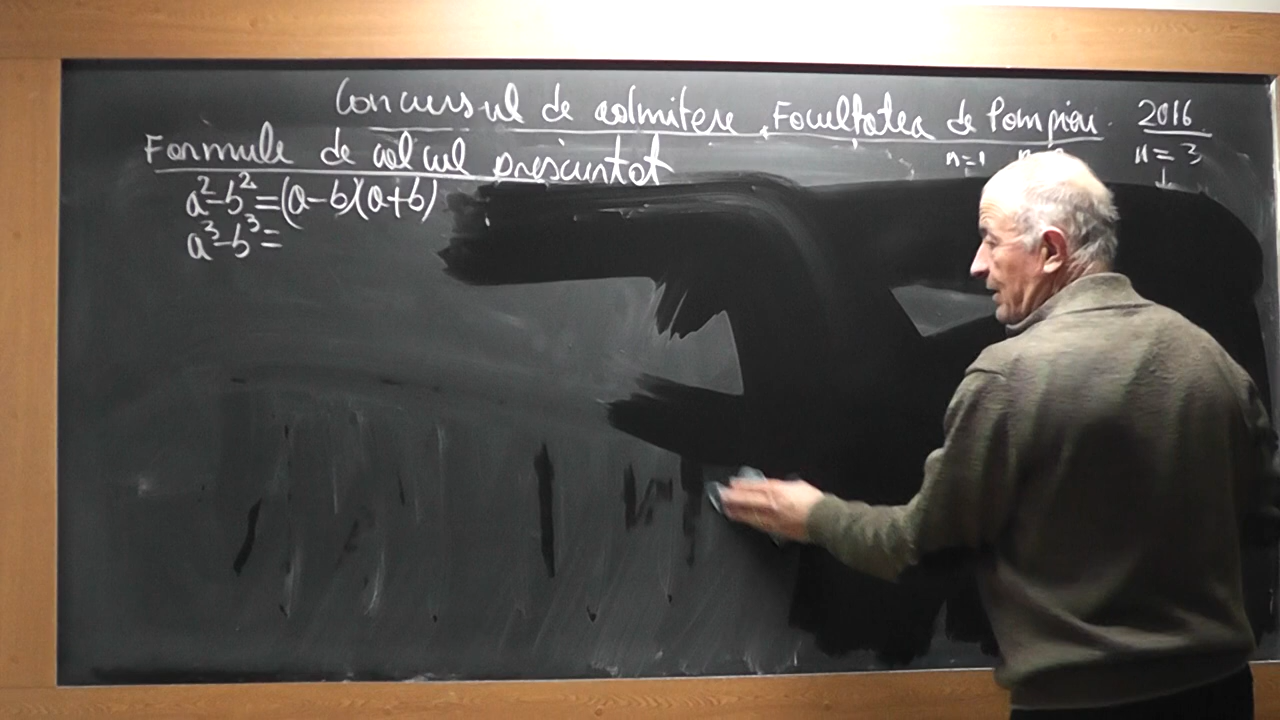 Concursul de admitere, Facultatea de Pompieri 2016
Formule de calcul prescurtat n=1 n = 3
a²-b²=(a-b)(a+b)
a³-b³=